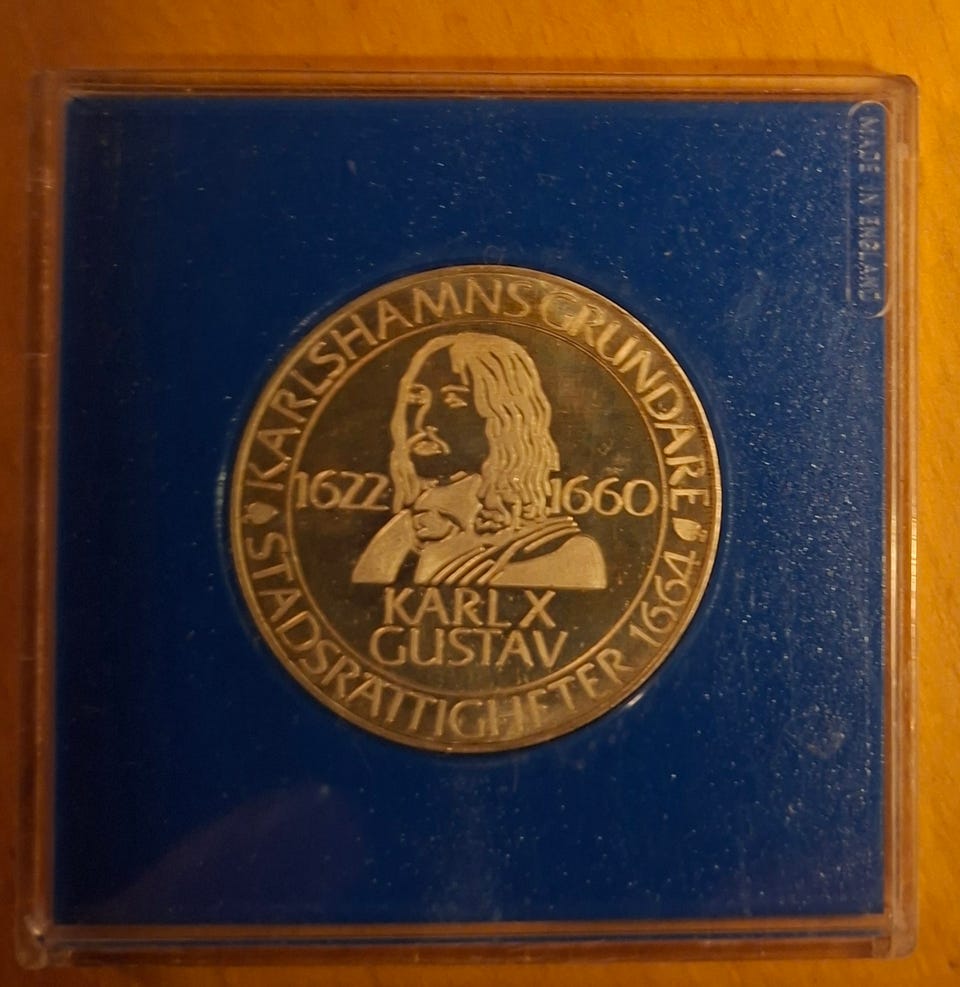 MADE IN ENGLAND
KARLSHAMNS GRUNDARE
1622 1660
KARL X
GUSTAV
STADSRÄTTIGHETER 1664